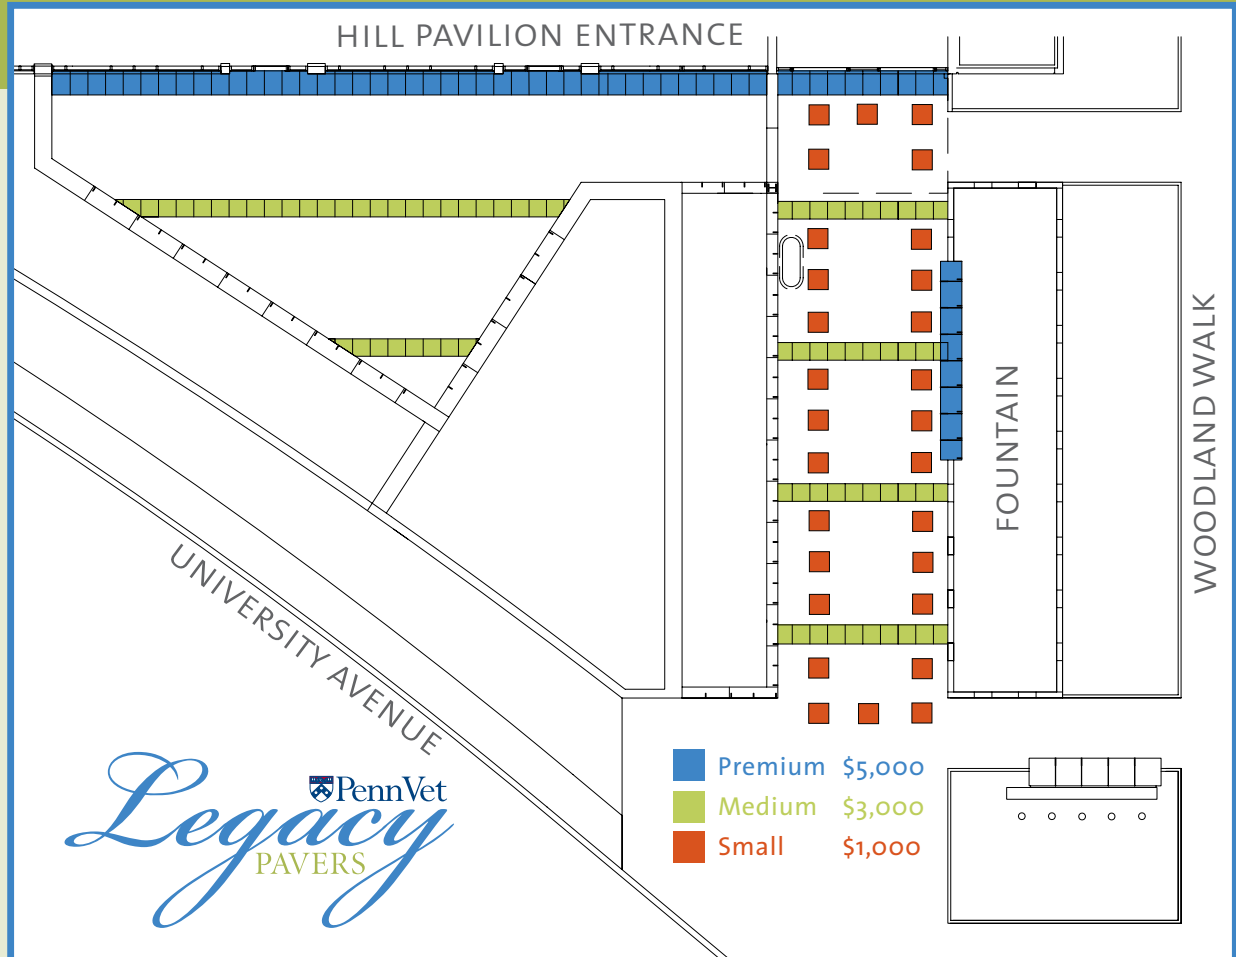 HILL PAVILION ENTRANCE
FOUNTAIN
WOODLAND WALK
UNIVERSITY AVENUE
PennVet
Legacy
PAVERS
Premium $5,000
Medium $3,000
Small $1,000